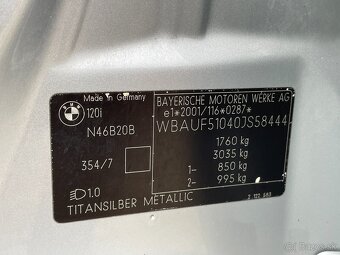 Made in Germany
120i
N46B20B
354/7
1.0
TITANSILBER METALLIC
BAYERISCHE MOTOREN WERKE AG
e1*2001/116*0287*
WBAUF51040JS58444
1760 kg
3035 kg
1– 850 kg
2– 995 kg